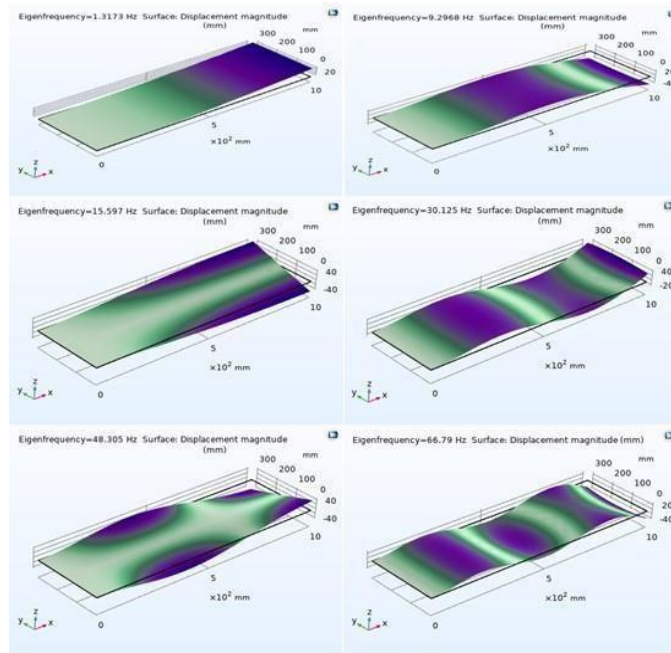 Eigenfrequency=1.3173 Hz Surface: Displacement magnitude
(mm)
mm
300
200
100
0
20
10
5
×10² mm
0
y z x
Eigenfrequency=9.2968 Hz Surface: Displacement magnitude
(mm)
mm
300
200
100
0
20
-40
10
5
×10² mm
0
y z x
Eigenfrequency=15.597 Hz Surface: Displacement magnitude
(mm)
mm
300
200
100
0
40
-40
10
5
×10² mm
0
y z x
Eigenfrequency=30.125 Hz Surface: Displacement magnitude
(mm)
mm
300
200
100
0
40
-20
10
5
×10² mm
0
y z x
Eigenfrequency=48.305 Hz Surface: Displacement magnitude
(mm)
mm
300
200
100
0
40
-40
10
5
×10² mm
0
y z x
Eigenfrequency=66.79 Hz Surface: Displacement magnitude (mm)
mm
300
200
100
0
20
-40
10
5
×10² mm
0
y z x